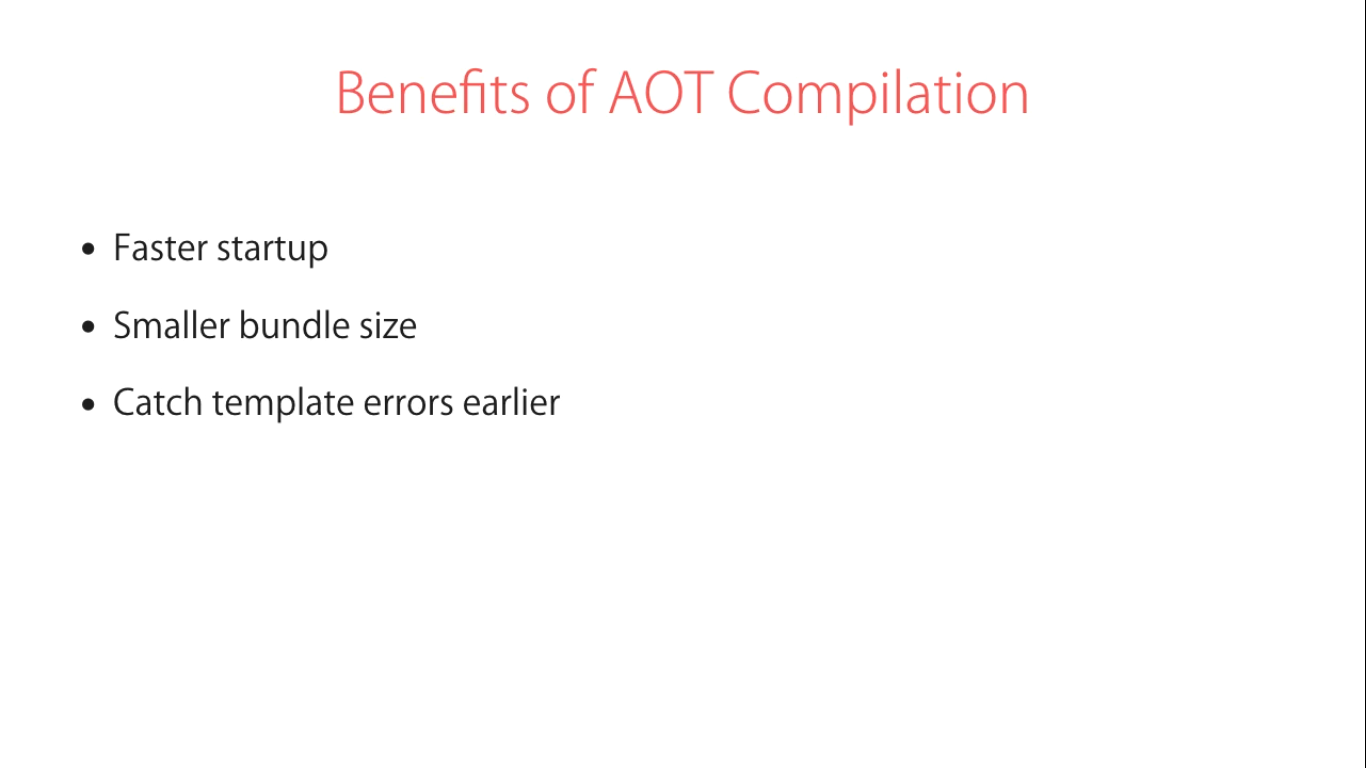 Benefits of AOT Compilation
• Faster startup
• Smaller bundle size
• Catch template errors earlier